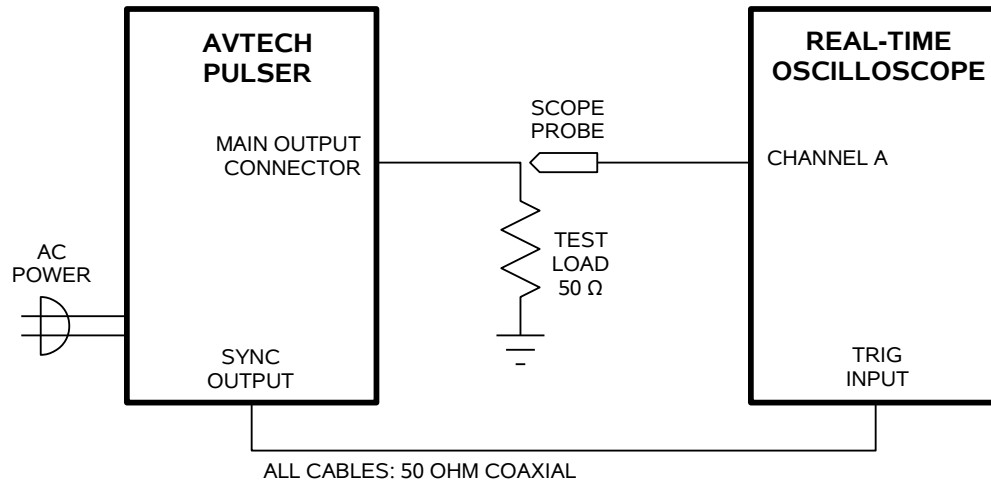 AVTECH
PULSER
MAIN OUTPUT
CONNECTOR
AC
POWER
SYNC
OUTPUT
SCOPE
PROBE
TEST
LOAD
50 Ω
REAL-TIME
OSCILLOSCOPE
CHANNEL A
TRIG
INPUT
ALL CABLES: 50 OHM COAXIAL